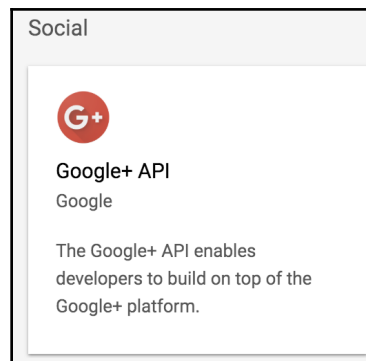 Social
G+
Google+ API
Google
The Google+ API enables
developers to build on top of the
Google+ platform.